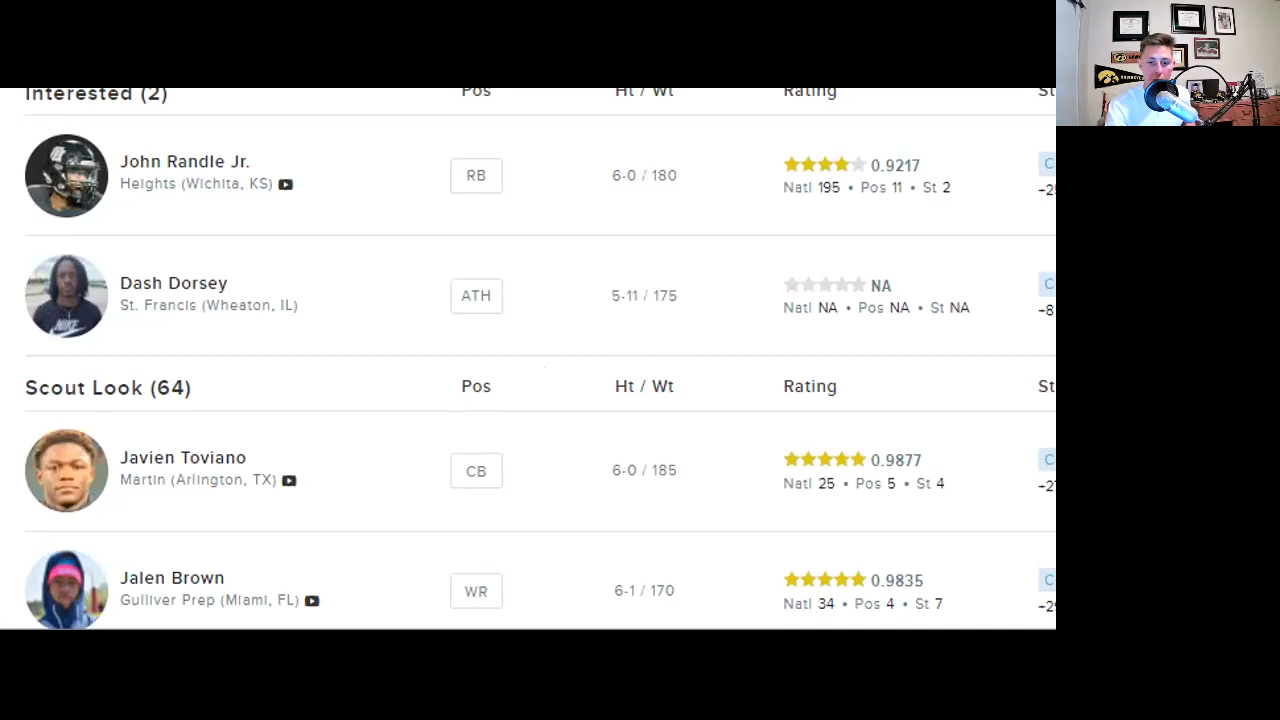 Interested (2) Pos Ht / Wt Rating St
John Randle Jr.
Heights (Wichita, KS)
RB 6-0 / 180
0.9217
Natl 195 • Pos 11 • St 2
C
Dash Dorsey
St. Francis (Wheaton, IL)
ATH 5-11 / 175
NA
Natl NA • Pos NA • St NA
C
+8
Scout Look (64) Pos Ht / Wt Rating St
Javien Toviano
Martin (Arlington, TX)
CB 6-0 / 185
0.9877
Natl 25 • Pos 5 • St 4
C
Jalen Brown
Gulliver Prep (Miami, FL)
WR 6-1 / 170
0.9835
Natl 34 • Pos 4 • St 7
C